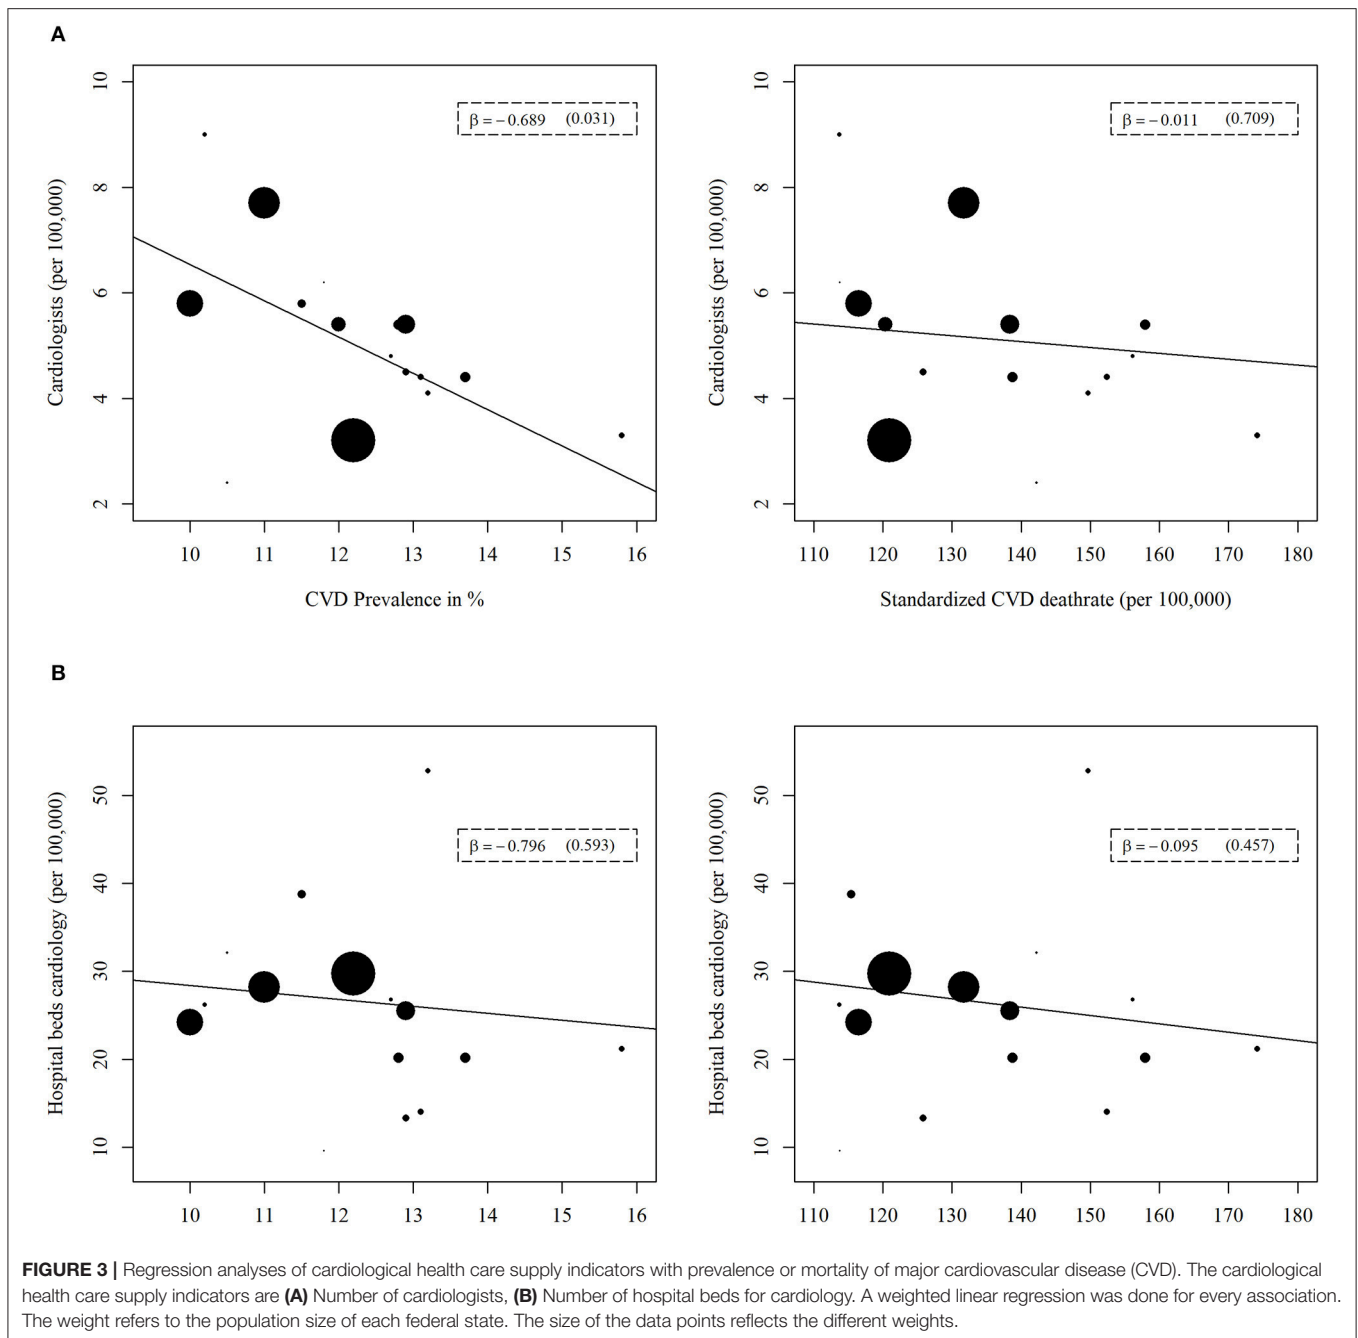 A
10
8
6
4
2
Cardiologists (per 100,000)
β = −0.689 (0.031)
10 11 12 13 14 15 16
CVD Prevalence in %
10
8
6
4
2
Cardiologists (per 100,000)
β = −0.011 (0.709)
110 120 130 140 150 160 170 180
Standardized CVD deathrate (per 100,000)
B
50
40
30
20
10
Hospital beds cardiology (per 100,000)
β = −0.796 (0.593)
10 11 12 13 14 15 16
50
40
30
20
10
Hospital beds cardiology (per 100,000)
β = −0.095 (0.457)
110 120 130 140 150 160 170 180
FIGURE 3 | Regression analyses of cardiological health care supply indicators with prevalence or mortality of major cardiovascular disease (CVD). The cardiological
health care supply indicators are (A) Number of cardiologists, (B) Number of hospital beds for cardiology. A weighted linear regression was done for every association.
The weight refers to the population size of each federal state. The size of the data points reflects the different weights.